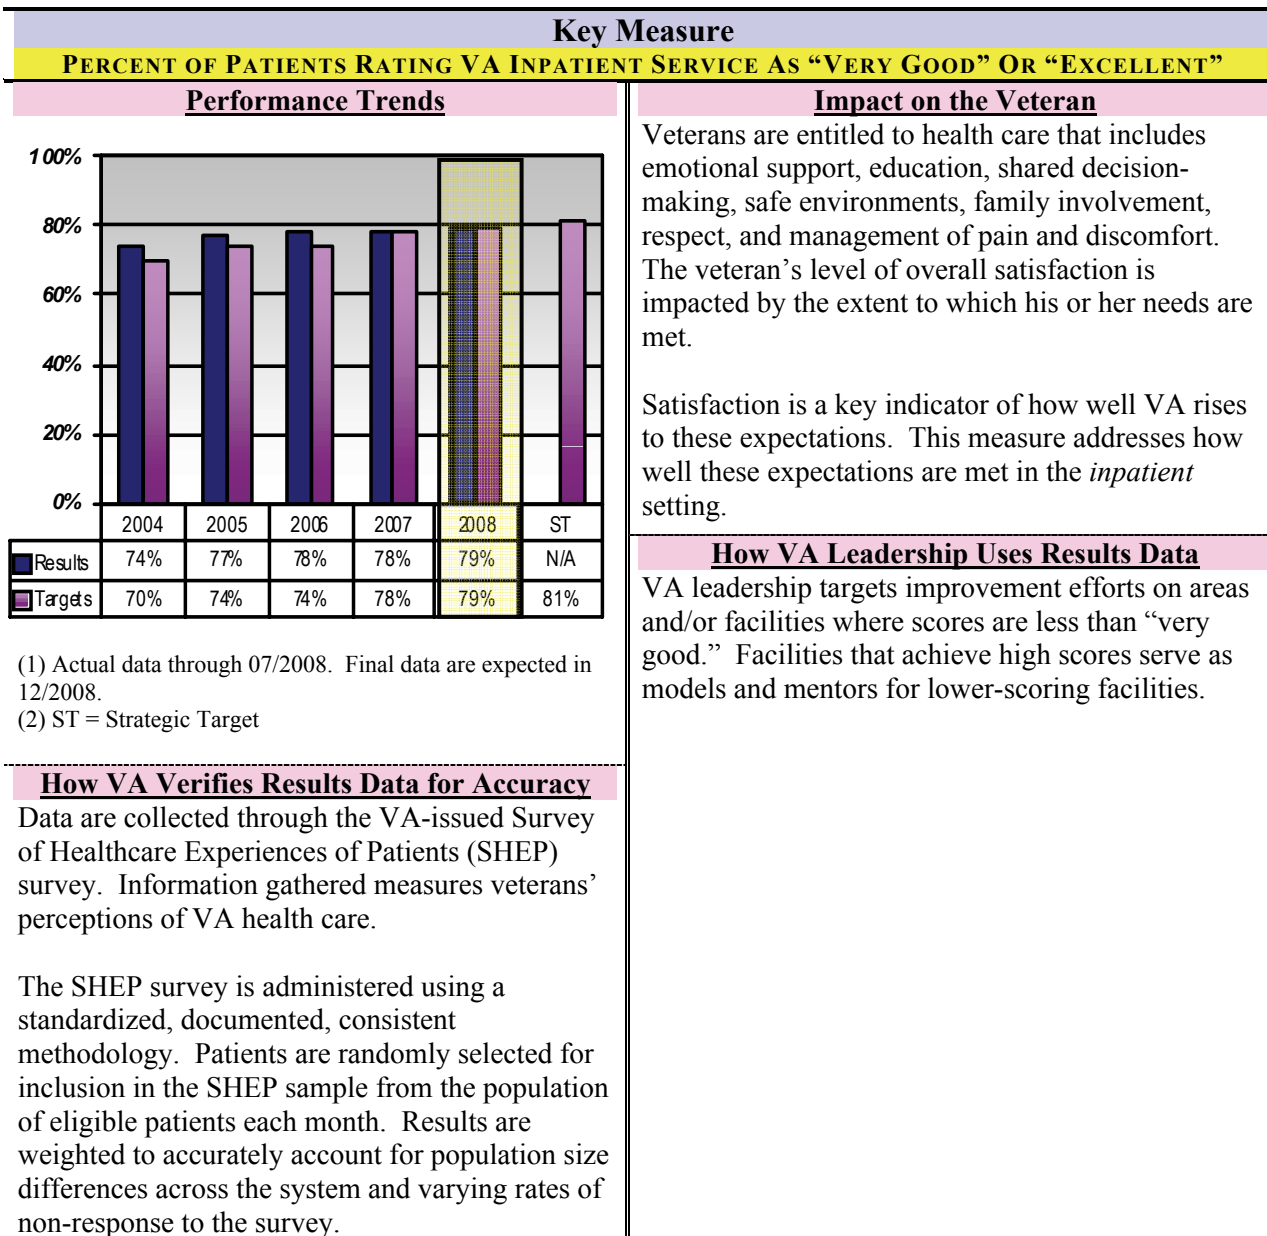 Key Measure
PERCENT OF PATIENTS RATING VA INPATIENT SERVICE AS “VERY GOOD” OR “EXCELLENT”
Performance Trends
100%
80%
60%
40%
20%
0%
2004 2005 2006 2007 2008 ST
Results 74% 77% 78% 78% 79% N/A
Targets 70% 74% 74% 78% 79% 81%
(1) Actual data through 07/2008. Final data are expected in
12/2008.
(2) ST = Strategic Target
How VA Verifies Results Data for Accuracy
Data are collected through the VA-issued Survey
of Healthcare Experiences of Patients (SHEP)
survey. Information gathered measures veterans’
perceptions of VA health care.
The SHEP survey is administered using a
standardized, documented, consistent
methodology. Patients are randomly selected for
inclusion in the SHEP sample from the population
of eligible patients each month. Results are
weighted to accurately account for population size
differences across the system and varying rates of
non-response to the survey.
Impact on the Veteran
Veterans are entitled to health care that includes
emotional support, education, shared decision-
making, safe environments, family involvement,
respect, and management of pain and discomfort.
The veteran’s level of overall satisfaction is
impacted by the extent to which his or her needs are
met.
Satisfaction is a key indicator of how well VA rises
to these expectations. This measure addresses how
well these expectations are met in the inpatient
setting.
How VA Leadership Uses Results Data
VA leadership targets improvement efforts on areas
and/or facilities where scores are less than “very
good.” Facilities that achieve high scores serve as
models and mentors for lower-scoring facilities.